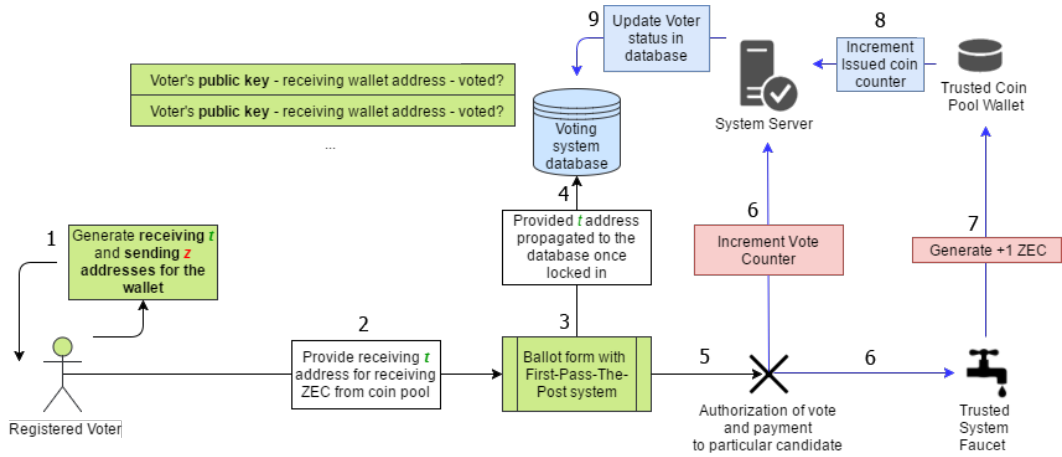 9
Update Voter
status in
database
8
Increment
Issued coin
counter
Trusted Coin
Pool Wallet
System Server
Voter's public key - receiving wallet address - voted?
Voter's public key - receiving wallet address - voted?
...
Voting
system
database
4
Provided t address
propagated to the
database once
locked in
6
Increment Vote
Counter
7
Generate +1 ZEC
1
Generate receiving t
and sending z
addresses for the
wallet
2
Provide receiving t
address for receiving
ZEC from coin pool
3
Ballot form with
First-Pass-The-
Post system
5
6
Registered Voter
Authorization of vote
and payment
to particular candidate
Trusted
System
Faucet